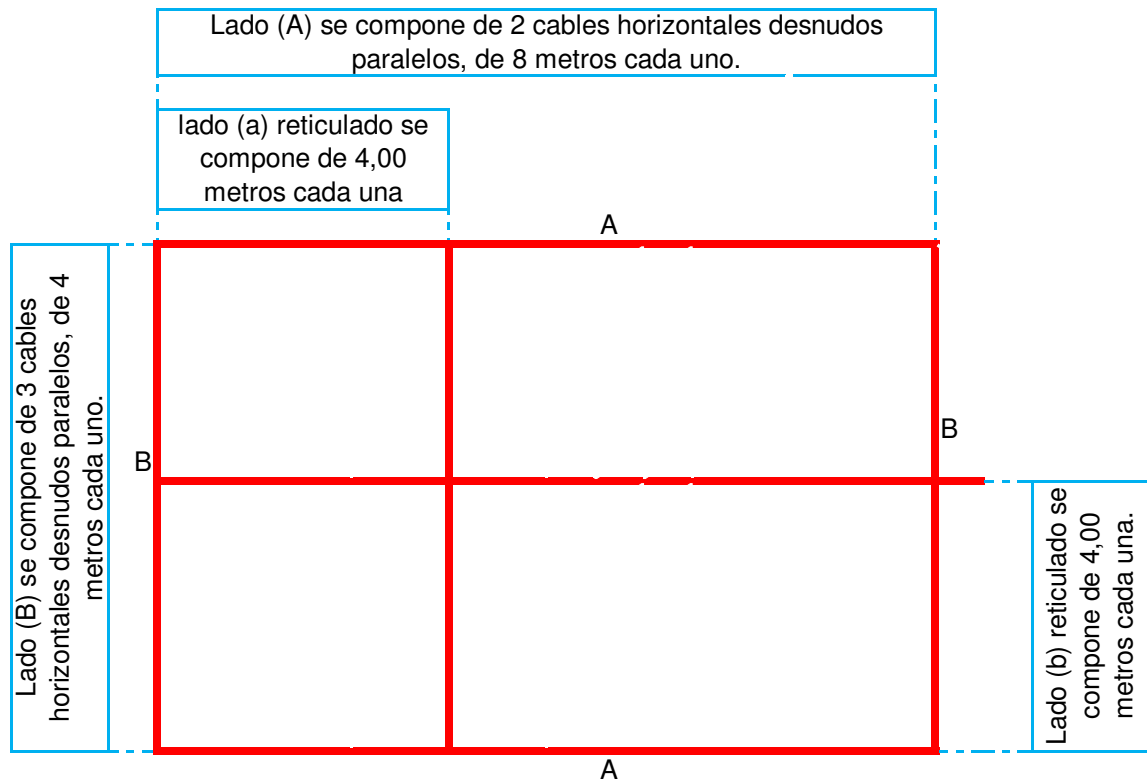 Lado (A) se compone de 2 cables horizontales desnudos
paralelos, de 8 metros cada uno.
lado (a) reticulado se
compone de 4,00
metros cada una
A
Lado (B) se compone de 3 cables
horizontales desnudos paralelos, de 4
metros cada uno.
B
B
Lado (b) reticulado se
compone de 4,00
metros cada una.
A